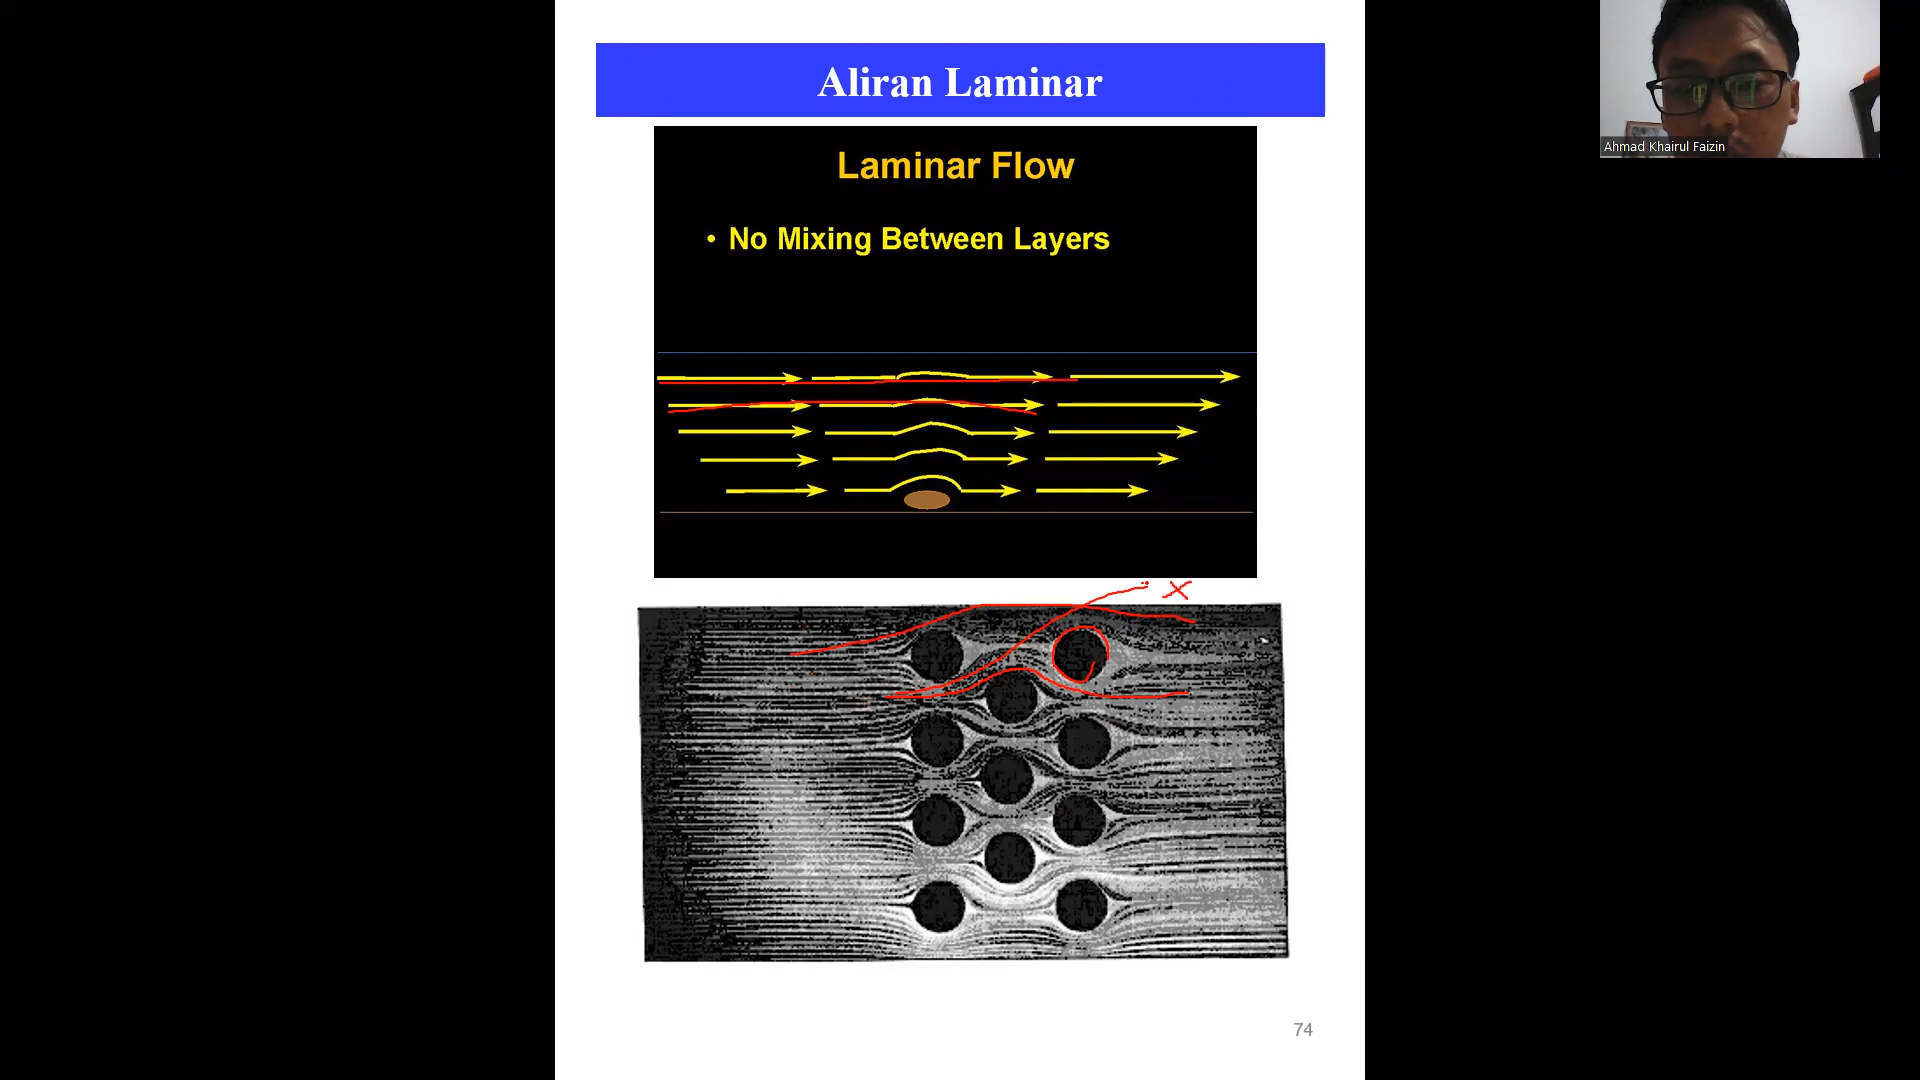 Aliran Laminar
Laminar Flow
• No Mixing Between Layers
Ahmad Khairul Faizin
X
74